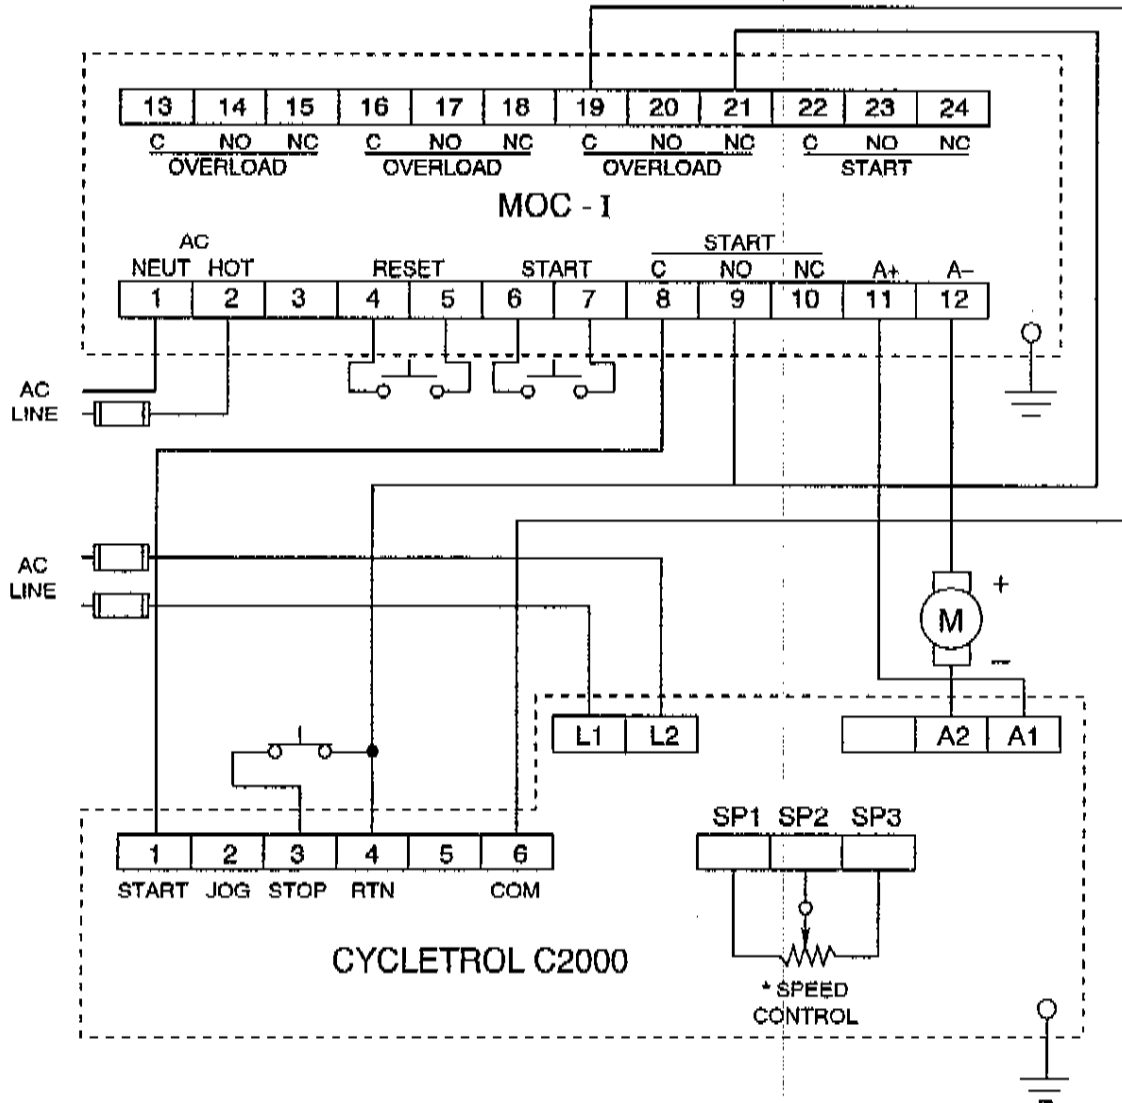 13 14 15 16 17 18 19 20 21 22 23 24
C NO NC C NO NC C NO NC C NO NC
OVERLOAD OVERLOAD OVERLOAD START
MOC - I
AC START
NEUT HOT RESET START C NO NC A+ A-
1 2 3 4 5 6 7 8 9 10 11 12
AC
LINE
AC
LINE
+
M
−
L1 L2 A2 A1
SP1 SP2 SP3
1 2 3 4 5 6
START JOG STOP RTN COM
CYCLETROL C2000
* SPEED
CONTROL